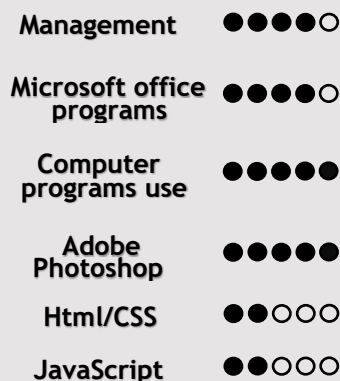 Management
Microsoft office
programs
Computer
programs use
Adobe
Photoshop
Html/CSS
JavaScript